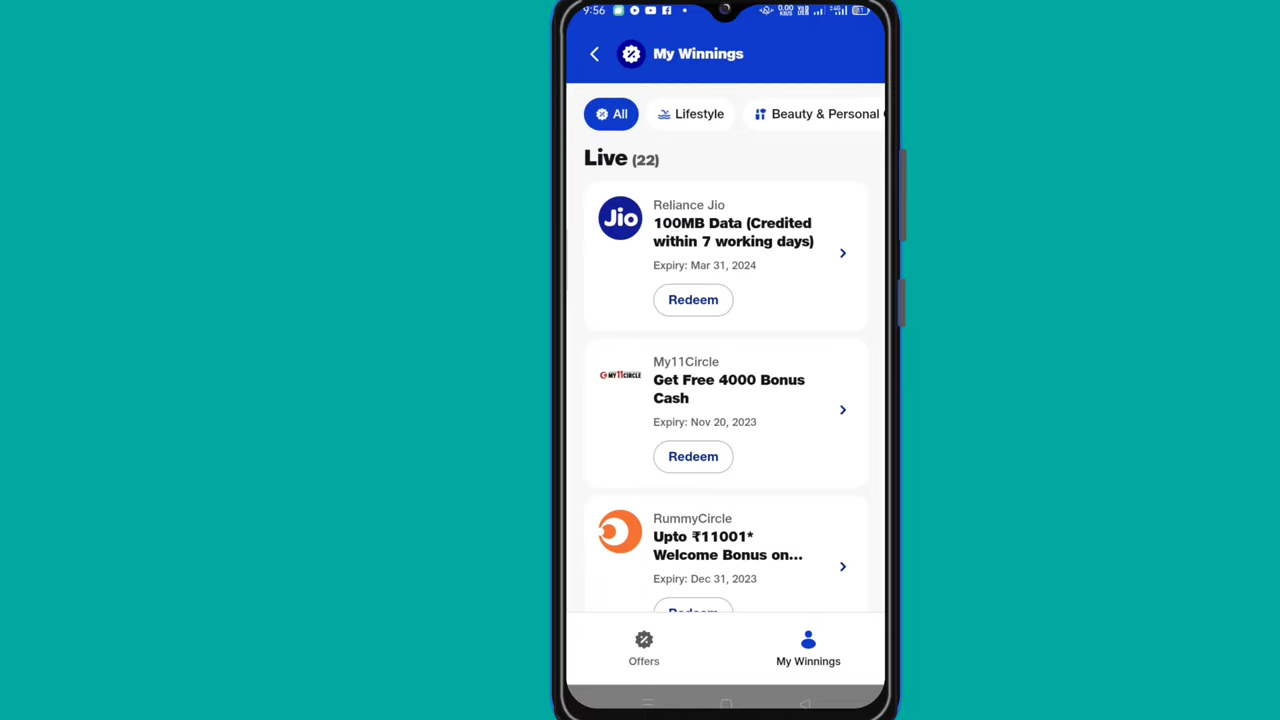 9:56
My Winnings
All
Lifestyle
Beauty & Personal
Live (22)
Jio
Reliance Jio
100MB Data (Credited
within 7 working days)
Expiry: Mar 31, 2024
Redeem
MY11CIRCLE
My11Circle
Get Free 4000 Bonus
Cash
Expiry: Nov 20, 2023
Redeem
RummyCircle
Upto ₹11001*
Welcome Bonus on...
Expiry: Dec 31, 2023
Redeem
Offers
My Winnings